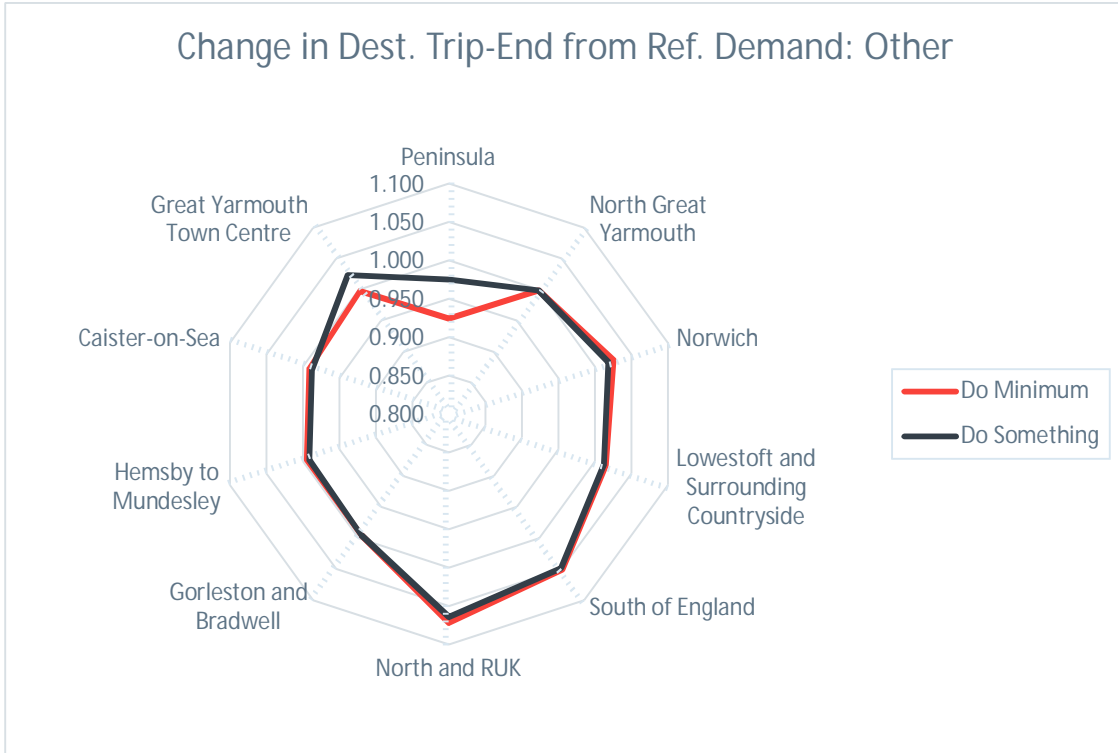 Change in Dest. Trip-End from Ref. Demand: Other
Peninsula
1.100
1.050
1.000
0.950
0.900
0.850
0.800
North Great
Yarmouth
Norwich
Lowestoft and
Surrounding
Countryside
South of England
North and RUK
Gorleston and
Bradwell
Hemsby to
Mundesley
Caister-on-Sea
Great Yarmouth
Town Centre
Do Minimum
Do Something